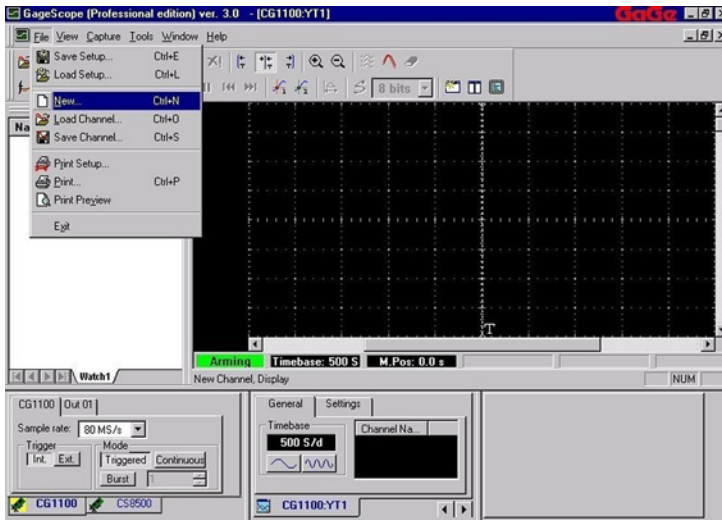 GageScope (Professional edition) ver. 3.0 - [CG1100:YT1]
GaGe
File View Capture Tools Window Help
Save Setup... Ctrl+E
Load Setup... Ctrl+L
New... Ctrl+N
Load Channel... Ctrl+O
Save Channel... Ctrl+S
Print Setup...
Print... Ctrl+P
Print Preview
Exit
8 bits
Na
T
Arming Timebase: 500 S M.Pos: 0.0 s
Watch1
New Channel, Display NUM
CG1100 Out 01
Sample rate: 80 MS/s
Trigger Mode
Int. Ext. Triggered Continuous
Burst 1
CG1100 CS8500
General Settings
Timebase Channel Na...
500 S/d
CG1100:YT1